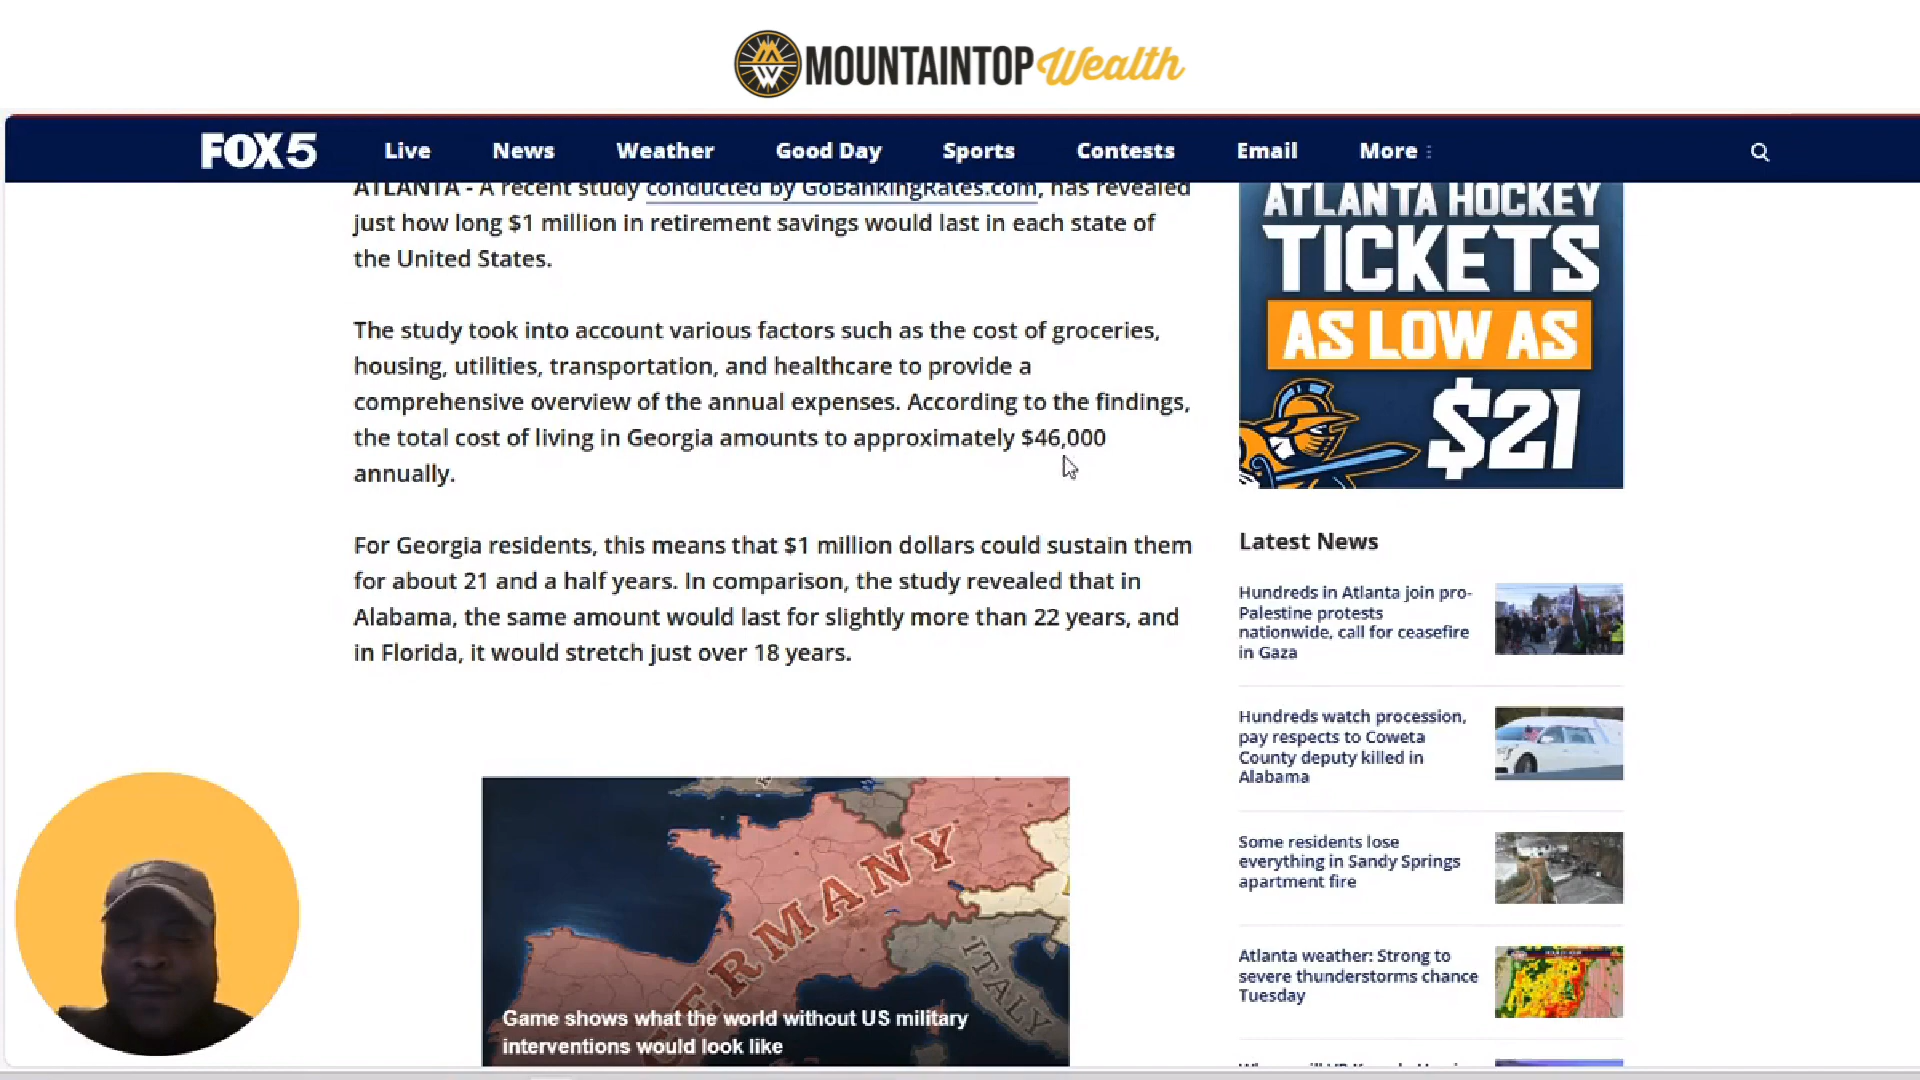 MOUNTAINTOP Wealth
FOX 5
Live
News
Weather
Good Day
Sports
Contests
Email
More
ATLANTA - A recent study conducted by GoBankingRates.com, has revealed
just how long $1 million in retirement savings would last in each state of
the United States.
The study took into account various factors such as the cost of groceries,
housing, utilities, transportation, and healthcare to provide a
comprehensive overview of the annual expenses. According to the findings,
the total cost of living in Georgia amounts to approximately $46,000
annually.
For Georgia residents, this means that $1 million dollars could sustain them
for about 21 and a half years. In comparison, the study revealed that in
Alabama, the same amount would last for slightly more than 22 years, and
in Florida, it would stretch just over 18 years.
GERMANY
ITALY
Game shows what the world without US military
interventions would look like
ATLANTA HOCKEY
TICKETS
AS LOW AS
$21
Latest News
Hundreds in Atlanta join pro-
Palestine protests
nationwide, call for ceasefire
in Gaza
Hundreds watch procession,
pay respects to Coweta
County deputy killed in
Alabama
Some residents lose
everything in Sandy Springs
apartment fire
Atlanta weather: Strong to
severe thunderstorms chance
Tuesday